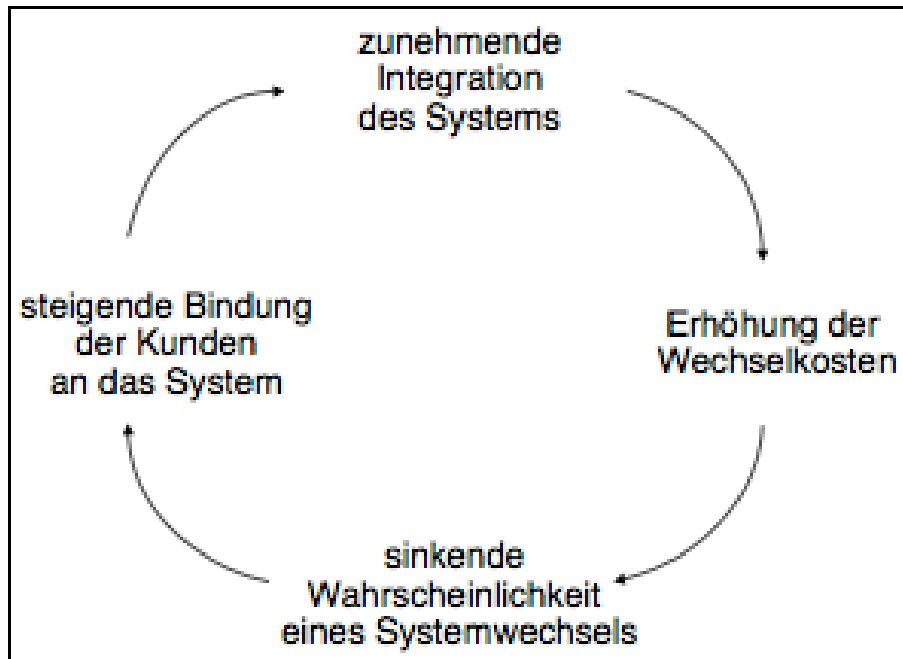 zunehmende
Integration
des Systems
Erhöhung der
Wechselkosten
sinkende
Wahrscheinlichkeit
eines Systemwechsels
steigende Bindung
der Kunden
an das System